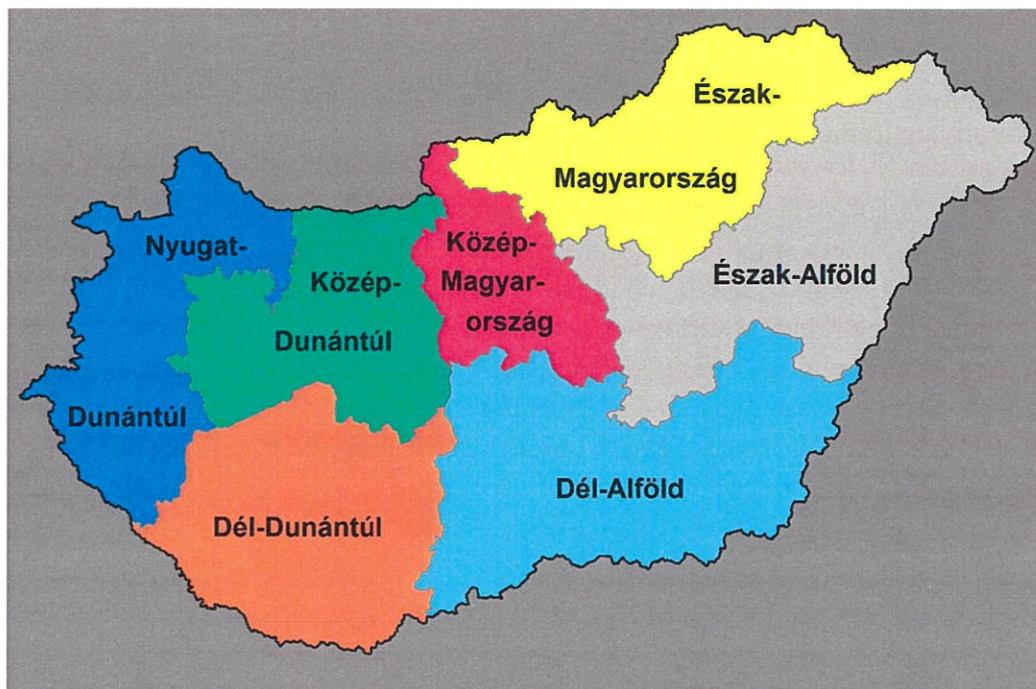 Észak-
Magyarország
Nyugat-
Közép-
Magyar-
ország
Észak-Alföld
Közép-
Dunántúl
Dunántúl
Dél-Alföld
Dél-Dunántúl